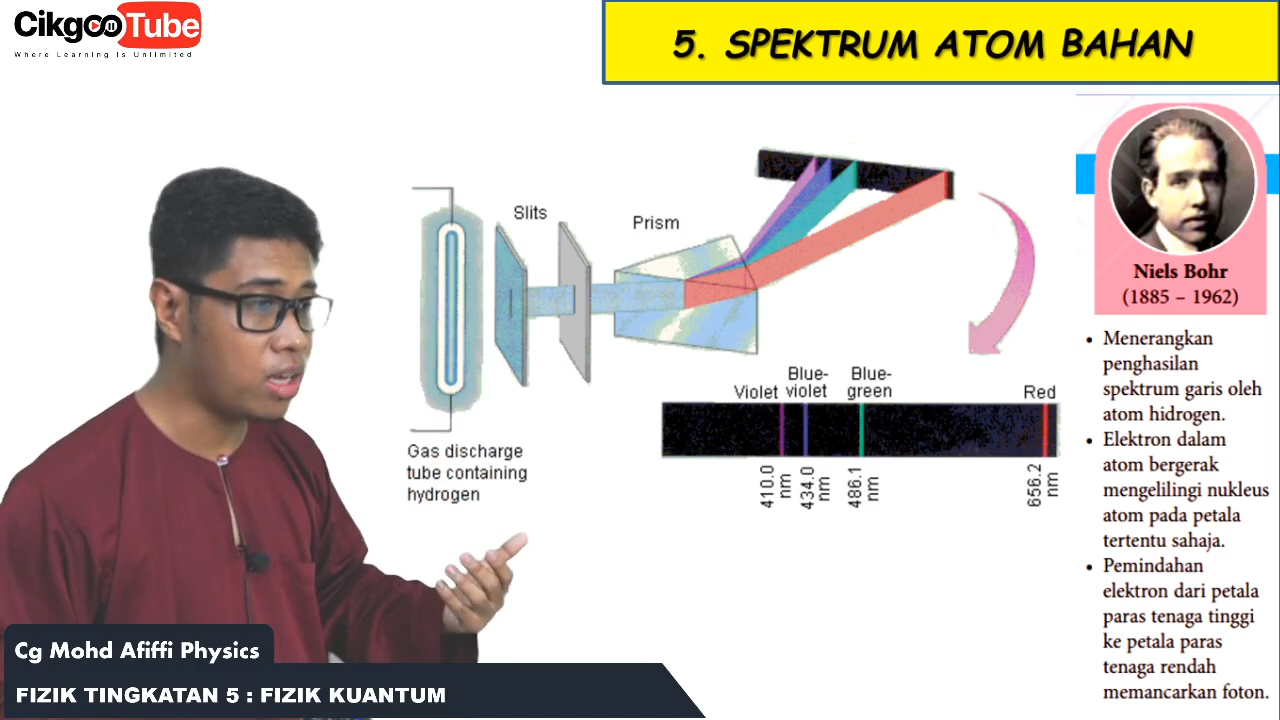 CikgooTube
Where Learning Is Unlimited
5. SPEKTRUM ATOM BAHAN
Slits
Prism
Gas discharge
tube containing
hydrogen
Violet
Blue-
violet
Blue-
green
Red
410.0
nm
434.0
nm
486.1
nm
656.2
nm
Niels Bohr
(1885 – 1962)
• Menerangkan
penghasilan
spektrum garis oleh
atom hidrogen.
• Elektron dalam
atom bergerak
mengelilingi nukleus
atom pada petala
tertentu sahaja.
• Pemindahan
elektron dari petala
paras tenaga tinggi
ke petala paras
tenaga rendah
memancarkan foton.
Cg Mohd Afiffi Physics
FIZIK TINGKATAN 5 : FIZIK KUANTUM